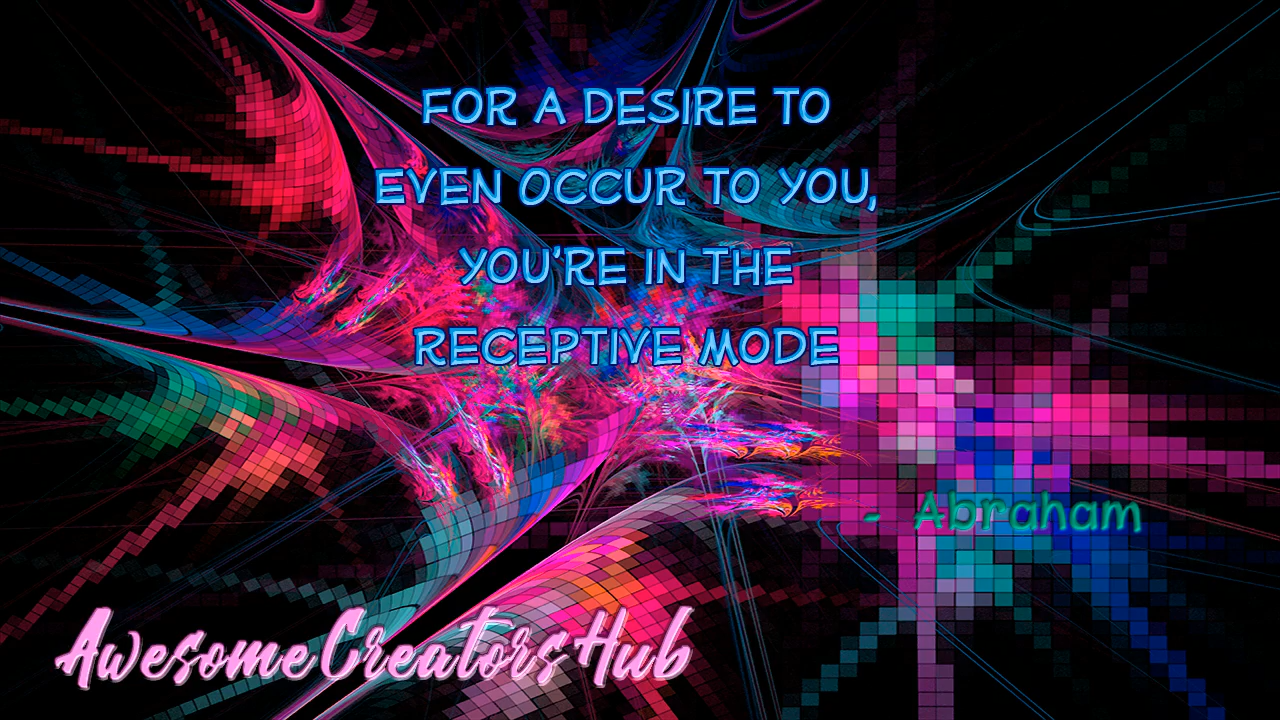 FOR A DESIRE TO
EVEN OCCUR TO YOU,
YOU'RE IN THE
RECEPTIVE MODE
- Abraham
AwesomeCreatorsHub